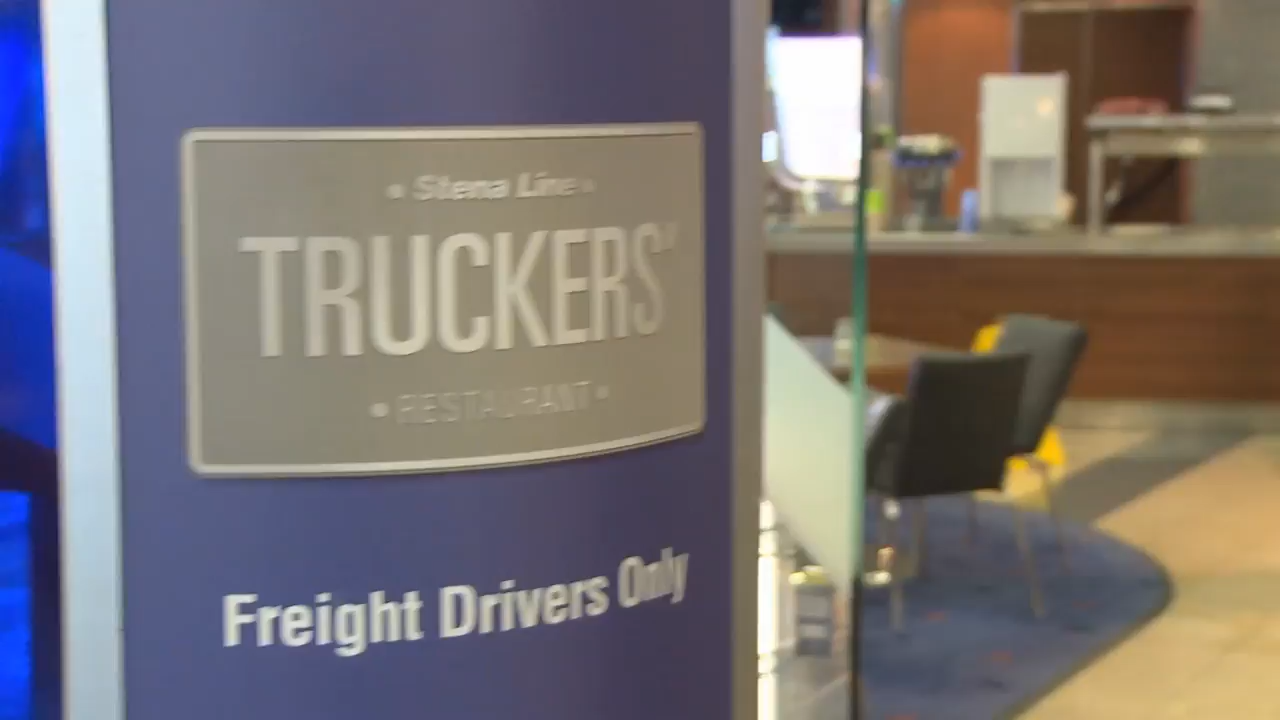 • Stena Line •
TRUCKERS'
• RESTAURANT •
Freight Drivers Only